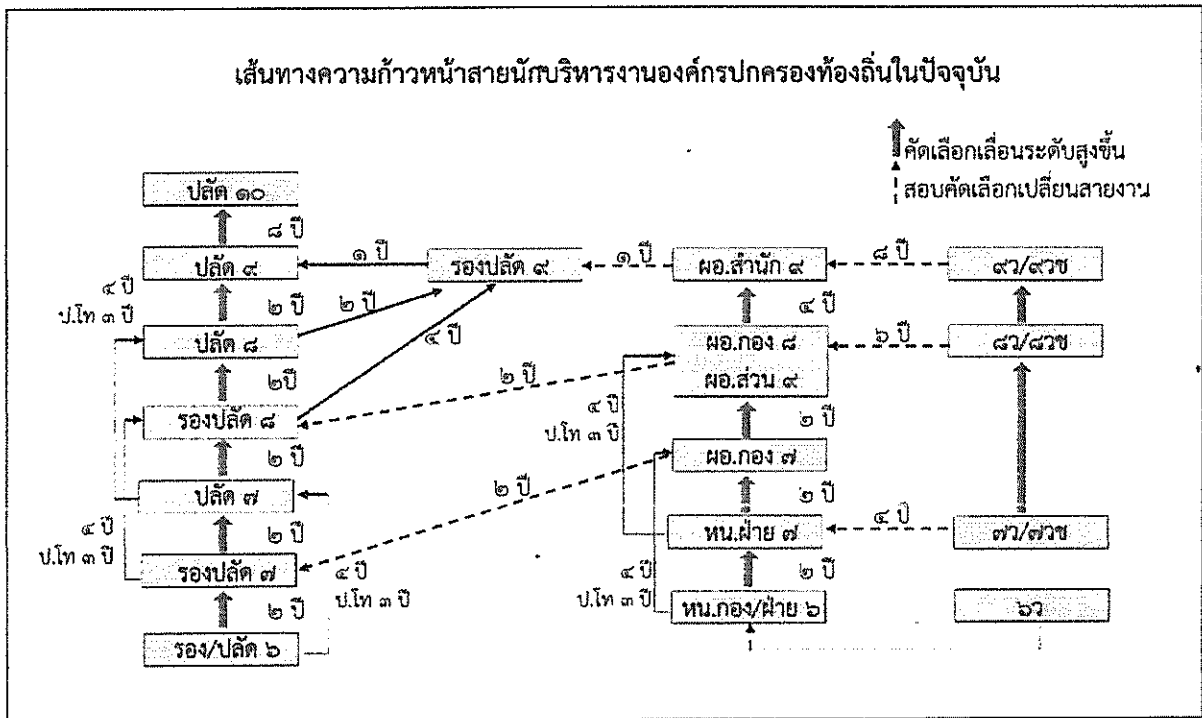 เส้นทางความก้าวหน้าสายนักบริหารงานองค์กรปกครองท้องถิ่นในปัจจุบัน
คัดเลือกเลื่อนระดับสูงขึ้น
สอบคัดเลือกเปลี่ยนสายงาน
ปลัด ๑๐
๘ ปี
ปลัด ๙
๑ ปี
รองปลัด ๙
๑ ปี
ผอ.สำนัก ๙
๘ ปี
๙ว/๙วช
๔ ปี
ป.โท ๓ ปี
๒ ปี
๒ ปี
๔ ปี
๔ ปี
ปลัด ๘
ผอ.กอง ๘
ผอ.ส่วน ๙
๖ ปี
๘ว/๘วช
๒ปี
๒ ปี
รองปลัด ๘
๔ ปี
ป.โท ๓ ปี
๒ ปี
๒ ปี
ผอ.กอง ๗
ปลัด ๗
๒ ปี
๒ ปี
๔ ปี
ป.โท ๓ ปี
๒ ปี
หน.ฝ่าย ๗
๔ ปี
๗ว/๗วช
รองปลัด ๗
๔ ปี
ป.โท ๓ ปี
๔ ปี
ป.โท ๓ ปี
๒ ปี
๒ ปี
หน.กอง/ฝ่าย ๖
๖ว
รอง/ปลัด ๖